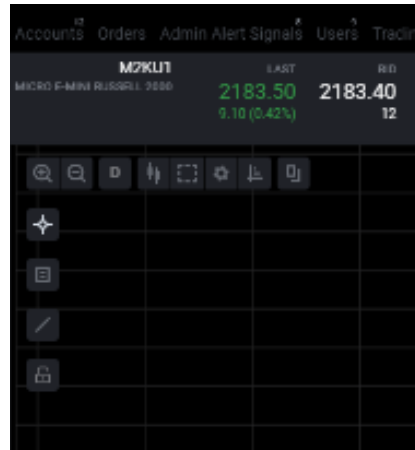 Accounts Orders Admin Alert Signals Users Tradin
M2KU1 LAST BID
MICRO E-MINI RUSSELL 2000 2183.50 2183.40
9.10 (0.42%) 12
D